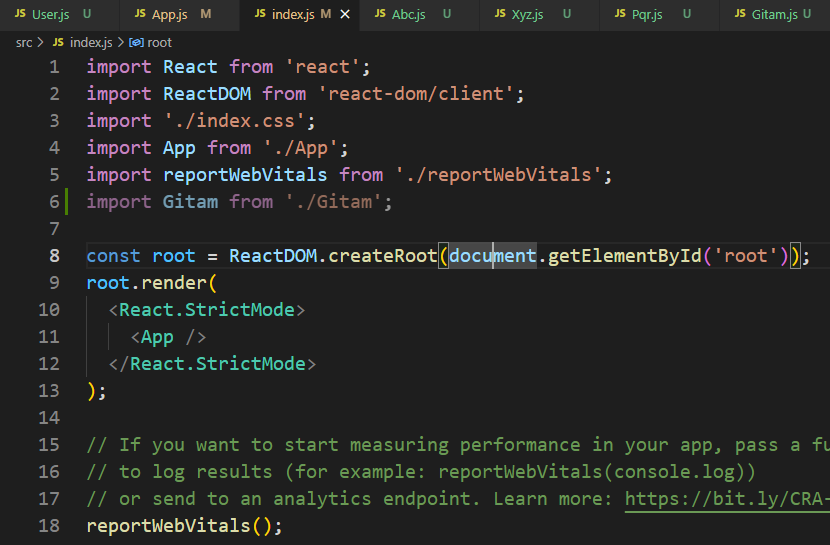 JS User.js U JS App.js M JS index.js M × JS Abc.js U JS Xyz.js U JS Pqr.js U JS Gitam.js U
src > JS index.js > root
1 import React from 'react';
2 import ReactDOM from 'react-dom/client';
3 import './index.css';
4 import App from './App';
5 import reportWebVitals from './reportWebVitals';
6 import Gitam from './Gitam';
7
8 const root = ReactDOM.createRoot(document.getElementById('root'));
9 root.render(
10 <React.StrictMode>
11 <App />
12 </React.StrictMode>
13 );
14
15 // If you want to start measuring performance in your app, pass a fu
16 // to log results (for example: reportWebVitals(console.log))
17 // or send to an analytics endpoint. Learn more: https://bit.ly/CRA-
18 reportWebVitals();